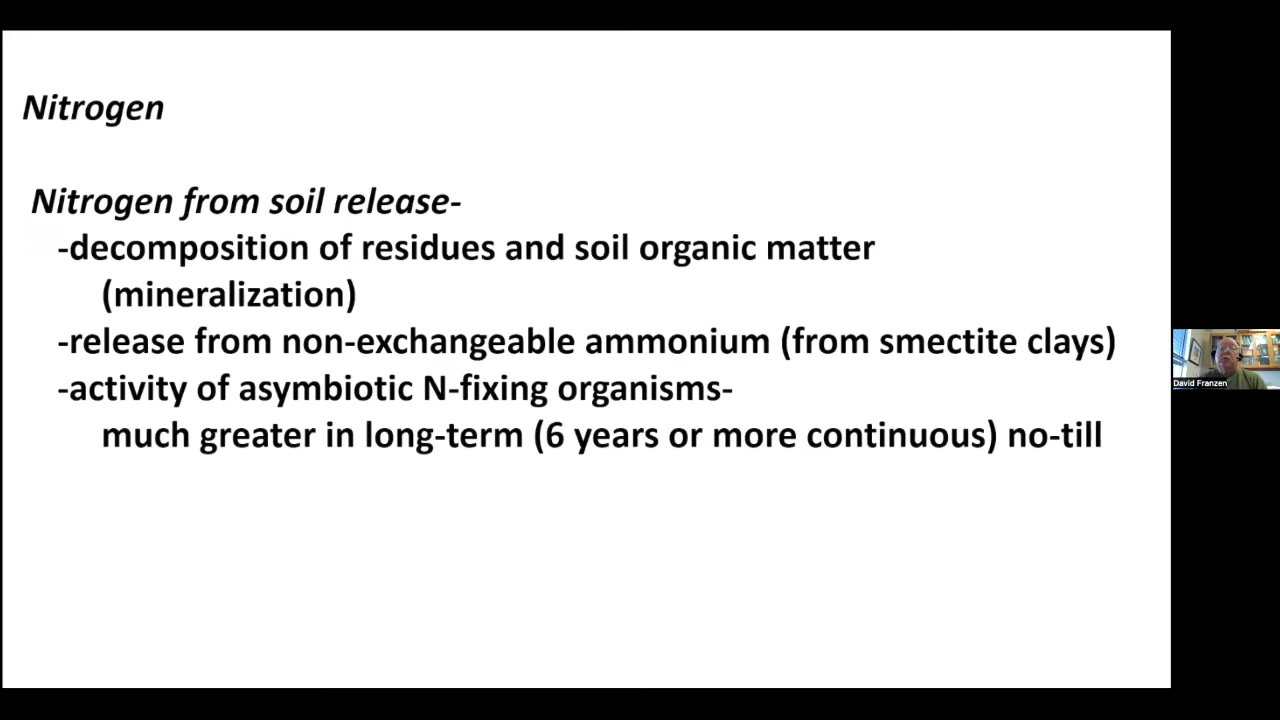 Nitrogen
Nitrogen from soil release-
-decomposition of residues and soil organic matter
(mineralization)
-release from non-exchangeable ammonium (from smectite clays)
-activity of asymbiotic N-fixing organisms-
much greater in long-term (6 years or more continuous) no-till
David Franzen